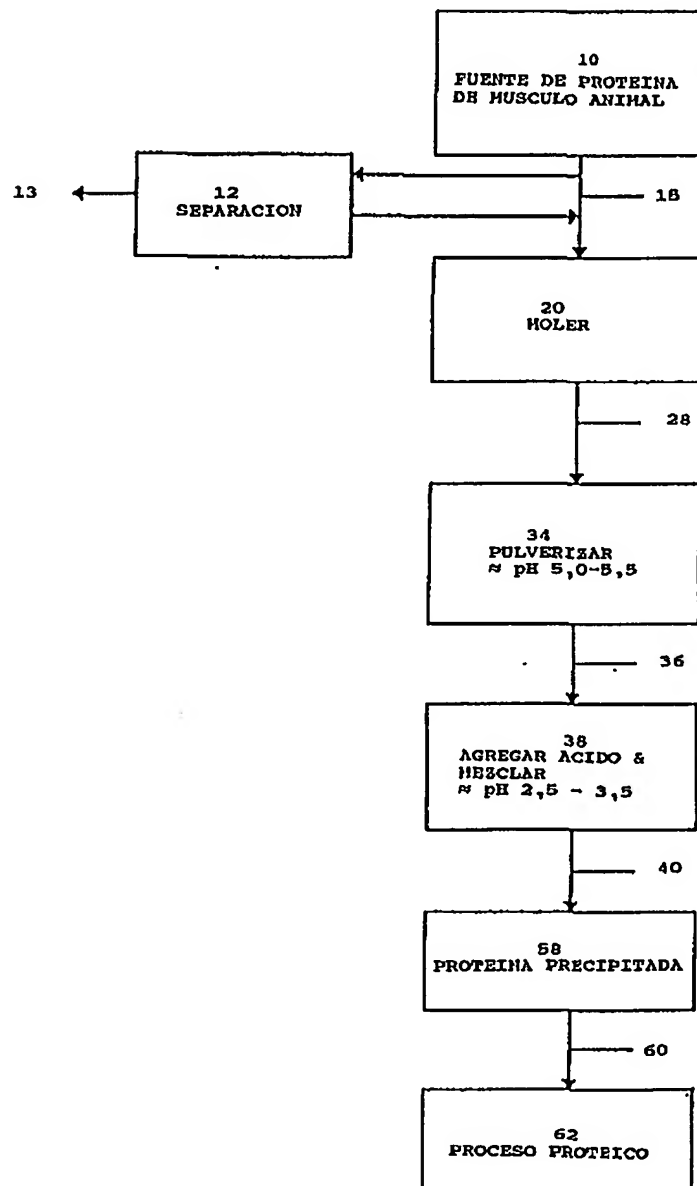 10
FUENTE DE PROTEINA
DE MUSCULO ANIMAL
13
12
SEPARACION
18
20
MOLER
28
34
PULVERIZAR
≈ pH 5,0-5,5
36
38
AGREGAR ACIDO &
MEZCLAR
≈ pH 2,5 - 3,5
40
58
PROTEINA PRECIPITADA
60
62
PROCESO PROTEICO